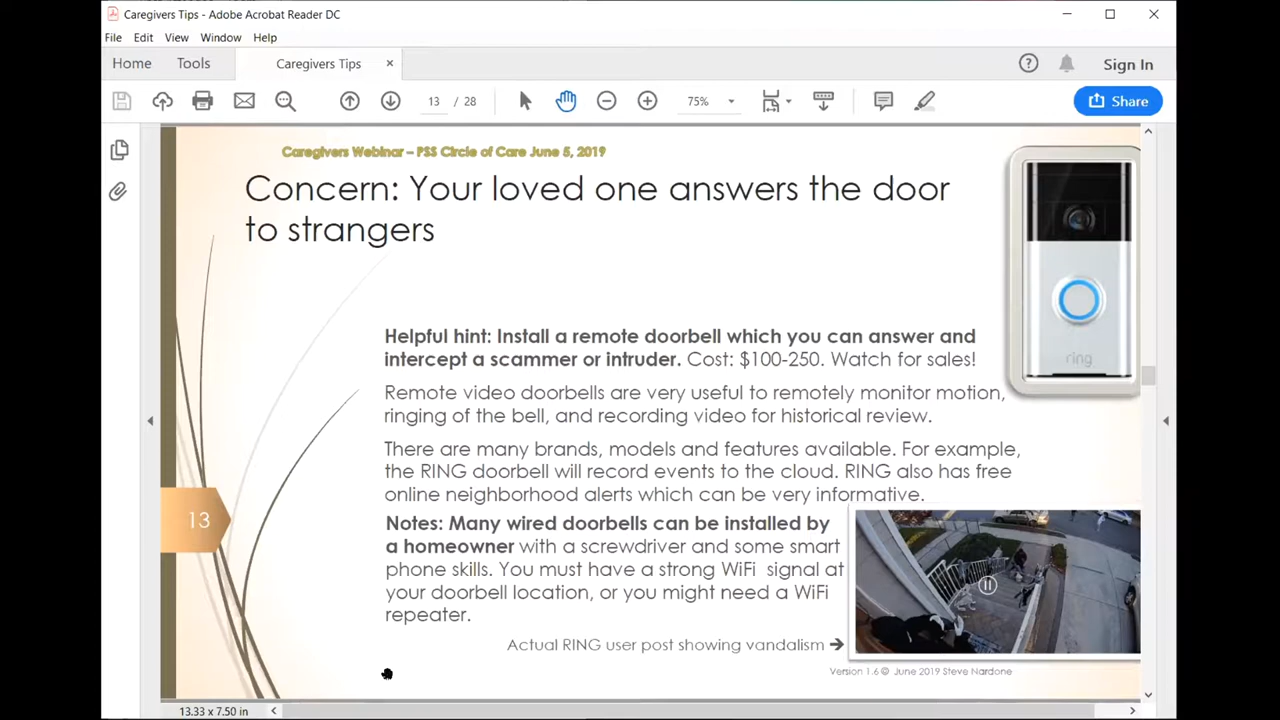 Caregivers Tips - Adobe Acrobat Reader DC
File Edit View Window Help
Home Tools Caregivers Tips × Sign In
13 / 28 75% Share
Caregivers Webinar – PSS Circle of Care June 5, 2019
Concern: Your loved one answers the door
to strangers
Helpful hint: Install a remote doorbell which you can answer and
intercept a scammer or intruder. Cost: $100-250. Watch for sales!
Remote video doorbells are very useful to remotely monitor motion,
ringing of the bell, and recording video for historical review.
ring
There are many brands, models and features available. For example,
the RING doorbell will record events to the cloud. RING also has free
online neighborhood alerts which can be very informative.
13
Notes: Many wired doorbells can be installed by
a homeowner with a screwdriver and some smart
phone skills. You must have a strong WiFi signal at
your doorbell location, or you might need a WiFi
repeater.
Actual RING user post showing vandalism →
Version 1.6 © June 2019 Steve Nardone
13.33 x 7.50 in